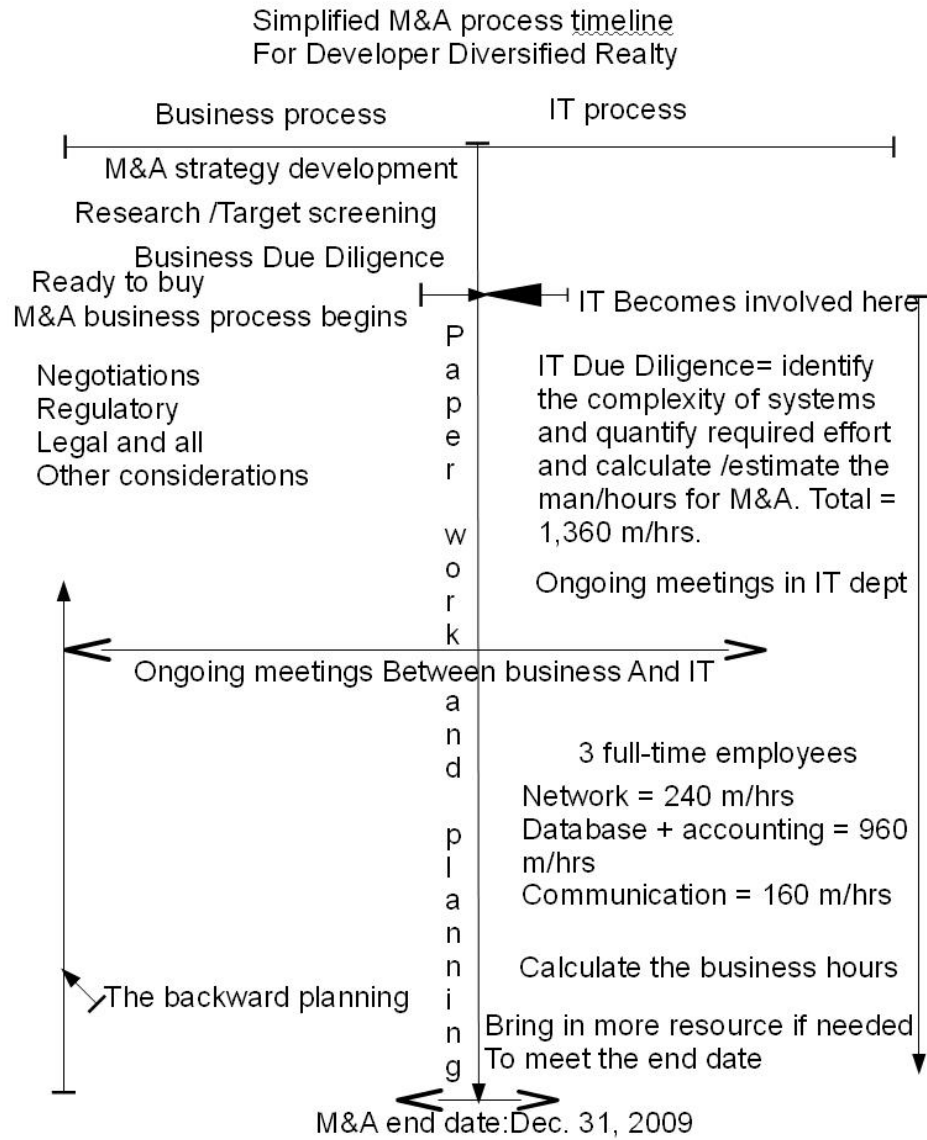 Simplified M&A process timeline
For Developer Diversified Realty
Business process
IT process
M&A strategy development
Research /Target screening
Business Due Diligence
Ready to buy
M&A business process begins
IT Becomes involved here
Negotiations
Regulatory
Legal and all
Other considerations
IT Due Diligence= identify
the complexity of systems
and quantify required effort
and calculate /estimate the
man/hours for M&A. Total =
1,360 m/hrs.
Ongoing meetings in IT dept
Paper work and planning
Ongoing meetings Between business And IT
3 full-time employees
Network = 240 m/hrs
Database + accounting = 960
m/hrs
Communication = 160 m/hrs
Calculate the business hours
The backward planning
Bring in more resource if needed
To meet the end date
M&A end date:Dec. 31, 2009